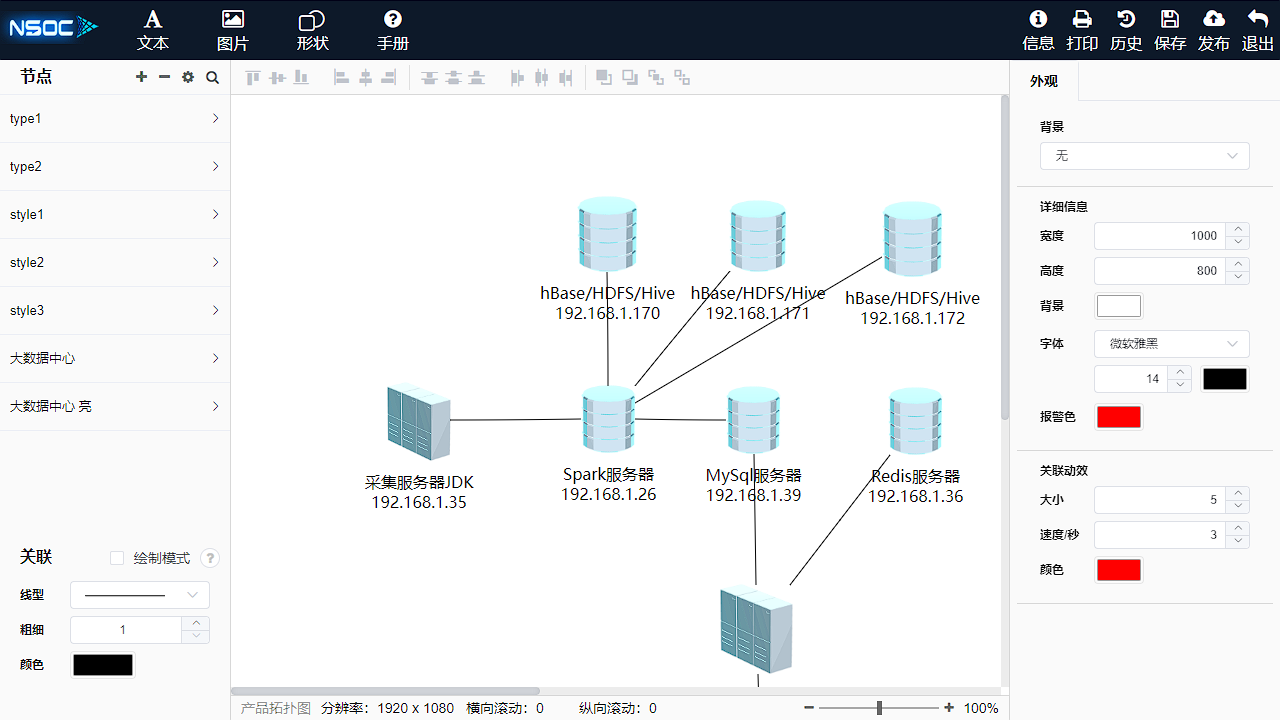 NSOC
文本
图片
形状
手册
信息
打印
历史
保存
发布
退出
节点
type1
type2
style1
style2
style3
大数据中心
大数据中心 亮
关联
绘制模式
?
线型
粗细
1
颜色
hBase/HDFS/Hive
192.168.1.170
hBase/HDFS/Hive
192.168.1.171
hBase/HDFS/Hive
192.168.1.172
采集服务器JDK
192.168.1.35
Spark服务器
192.168.1.26
MySql服务器
192.168.1.39
Redis服务器
192.168.1.36
产品拓扑图 分辨率：1920 x 1080 横向滚动：0 纵向滚动：0 100%
外观
背景
无
详细信息
宽度 1000
高度 800
背景
字体 微软雅黑
14
报警色
关联动效
大小 5
速度/秒 3
颜色